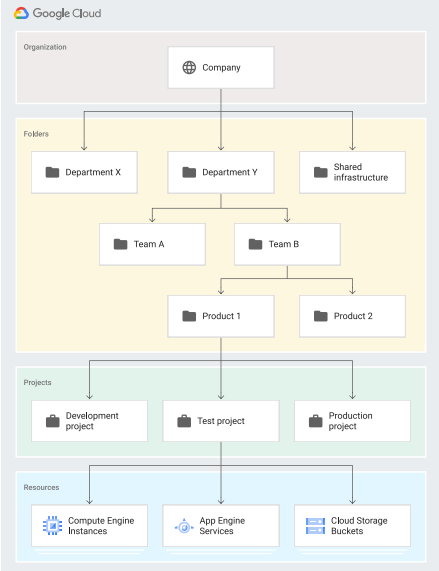 Google Cloud
Organization
Company
Folders
Department X
Department Y
Shared
infrastructure
Team A
Team B
Product 1
Product 2
Projects
Development
project
Test project
Production
project
Resources
Compute Engine
Instances
App Engine
Services
Cloud Storage
Buckets